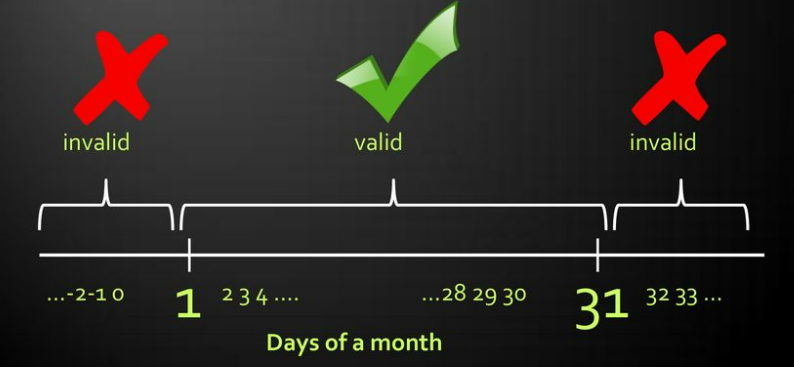 invalid valid invalid
...-2-1 0 1 2 3 4 .... ...28 29 30 31 32 33 ...
Days of a month